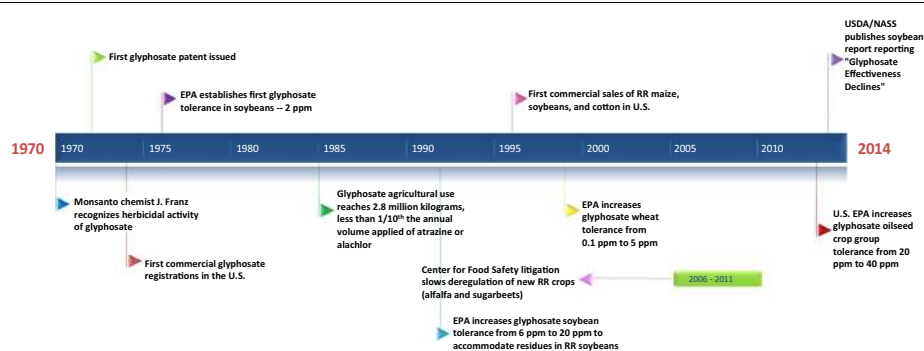 USDA/NASS
publishes soybean
report reporting
"Glyphosate
Effectiveness
Declines"
First glyphosate patent issued
EPA establishes first glyphosate
tolerance in soybeans -- 2 ppm
First commercial sales of RR maize,
soybeans, and cotton in U.S.
1970
1970
1975
1980
1985
1990
1995
2000
2005
2010
2014
Monsanto chemist J. Franz
recognizes herbicidal activity
of glyphosate
First commercial glyphosate
registrations in the U.S.
Glyphosate agricultural use
reaches 2.8 million kilograms,
less than 1/10th the annual
volume applied of atrazine or
alachlor
EPA increases
glyphosate wheat
tolerance from
0.1 ppm to 5 ppm
U.S. EPA increases
glyphosate oilseed
crop group
tolerance from 20
ppm to 40 ppm
Center for Food Safety litigation
slows deregulation of new RR crops
(alfalfa and sugarbeets)
2006 - 2011
EPA increases glyphosate soybean
tolerance from 6 ppm to 20 ppm to
accommodate residues in RR soybeans